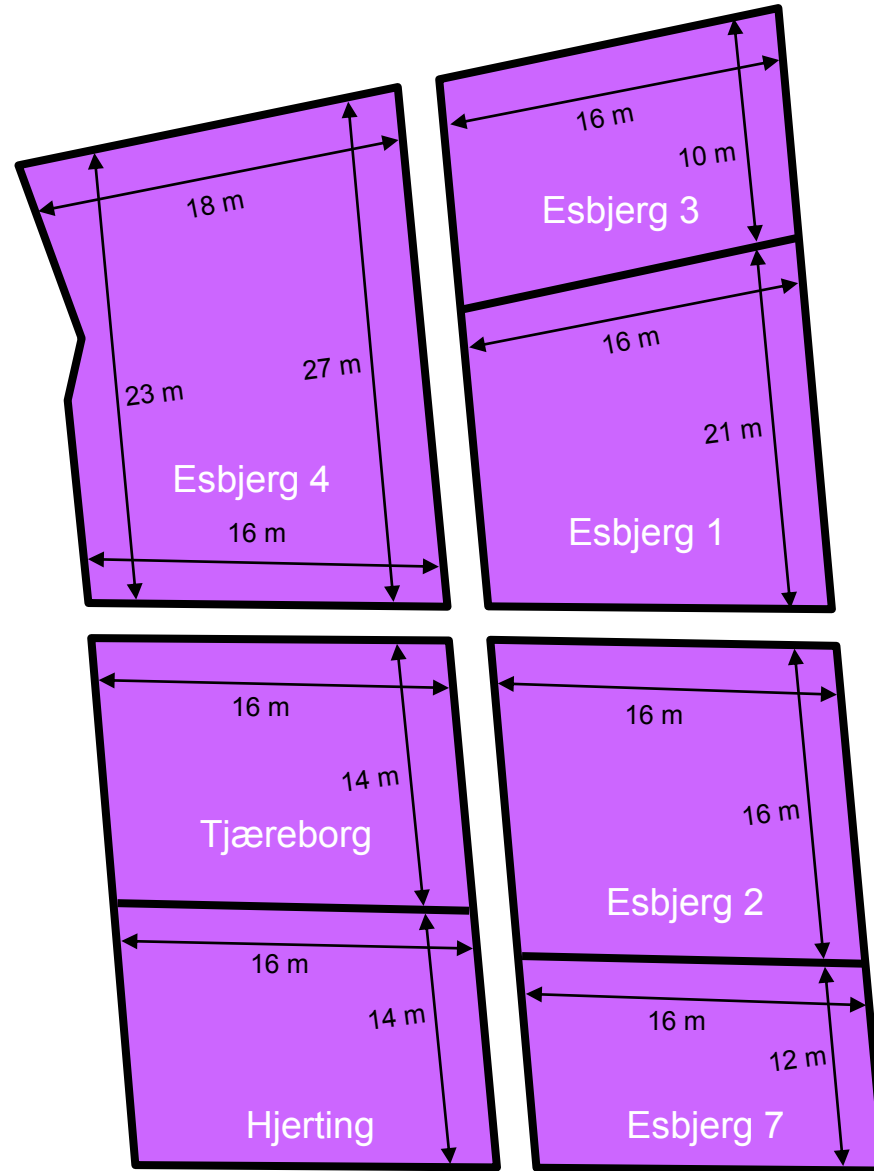 18 m
23 m
27 m
Esbjerg 4
16 m
16 m
10 m
Esbjerg 3
16 m
21 m
Esbjerg 1
16 m
14 m
Tjæreborg
16 m
14 m
Hjerting
16 m
16 m
Esbjerg 2
16 m
12 m
Esbjerg 7